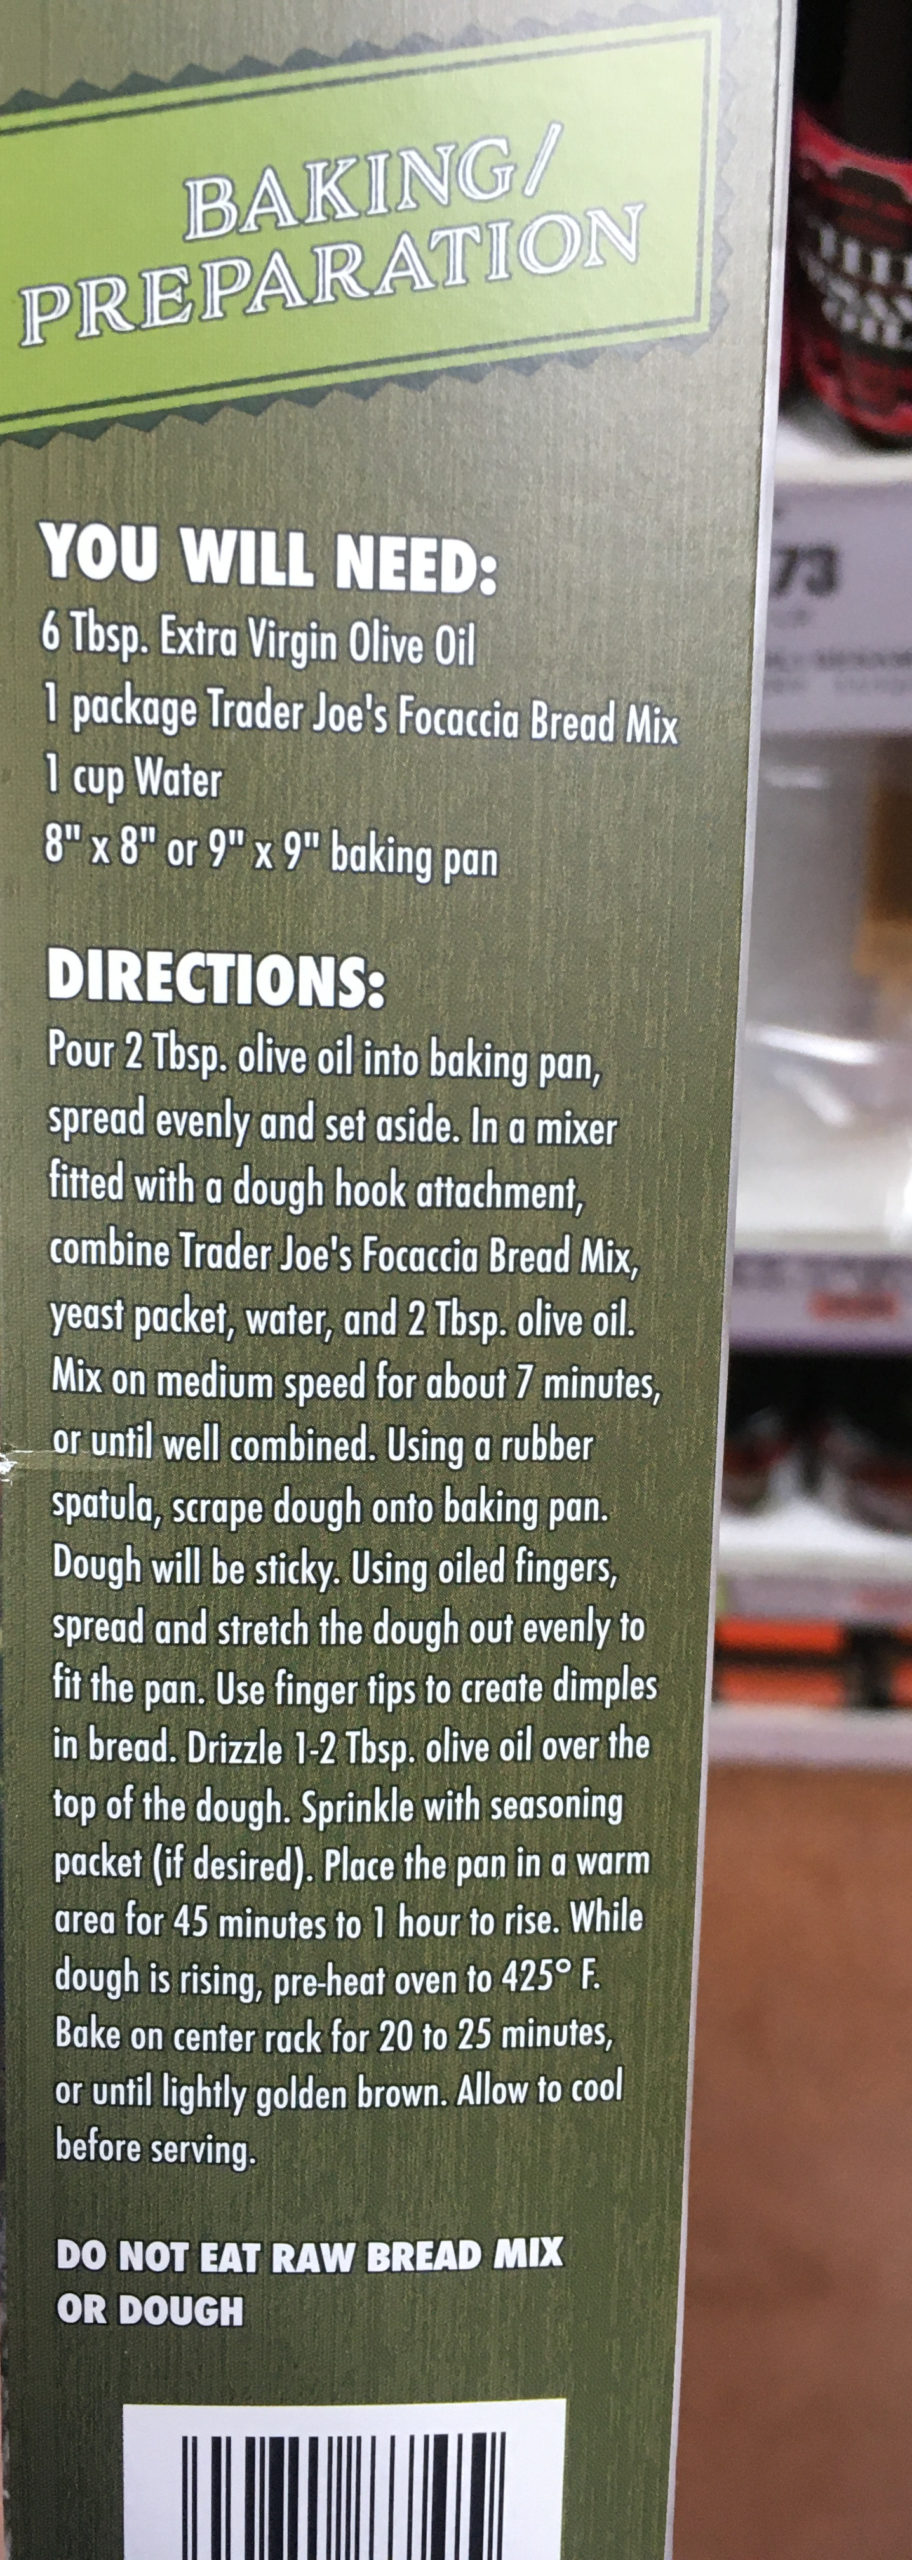 BAKING/
PREPARATION
YOU WILL NEED:
6 Tbsp. Extra Virgin Olive Oil
1 package Trader Joe's Focaccia Bread Mix
1 cup Water
8" x 8" or 9" x 9" baking pan
DIRECTIONS:
Pour 2 Tbsp. olive oil into baking pan,
spread evenly and set aside. In a mixer
fitted with a dough hook attachment,
combine Trader Joe's Focaccia Bread Mix,
yeast packet, water, and 2 Tbsp. olive oil.
Mix on medium speed for about 7 minutes,
or until well combined. Using a rubber
spatula, scrape dough onto baking pan.
Dough will be sticky. Using oiled fingers,
spread and stretch the dough out evenly to
fit the pan. Use finger tips to create dimples
in bread. Drizzle 1-2 Tbsp. olive oil over the
top of the dough. Sprinkle with seasoning
packet (if desired). Place the pan in a warm
area for 45 minutes to 1 hour to rise. While
dough is rising, pre-heat oven to 425° F.
Bake on center rack for 20 to 25 minutes,
or until lightly golden brown. Allow to cool
before serving.
DO NOT EAT RAW BREAD MIX
OR DOUGH
73